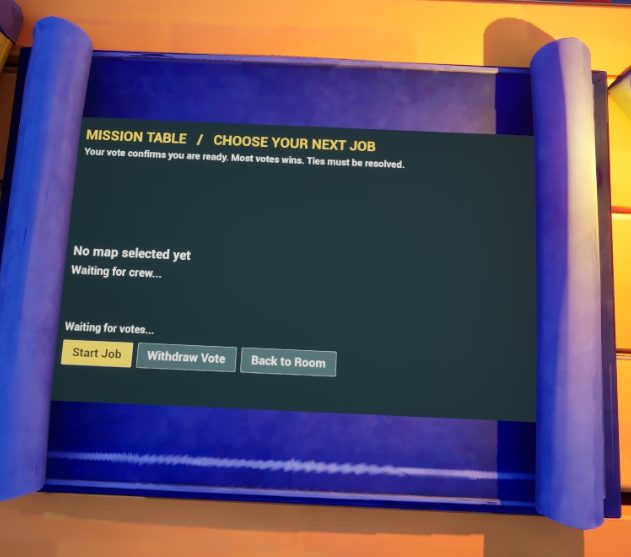 MISSION TABLE / CHOOSE YOUR NEXT JOB
Your vote confirms you are ready. Most votes wins. Ties must be resolved.
No map selected yet
Waiting for crew...
Waiting for votes...
Start Job Withdraw Vote Back to Room